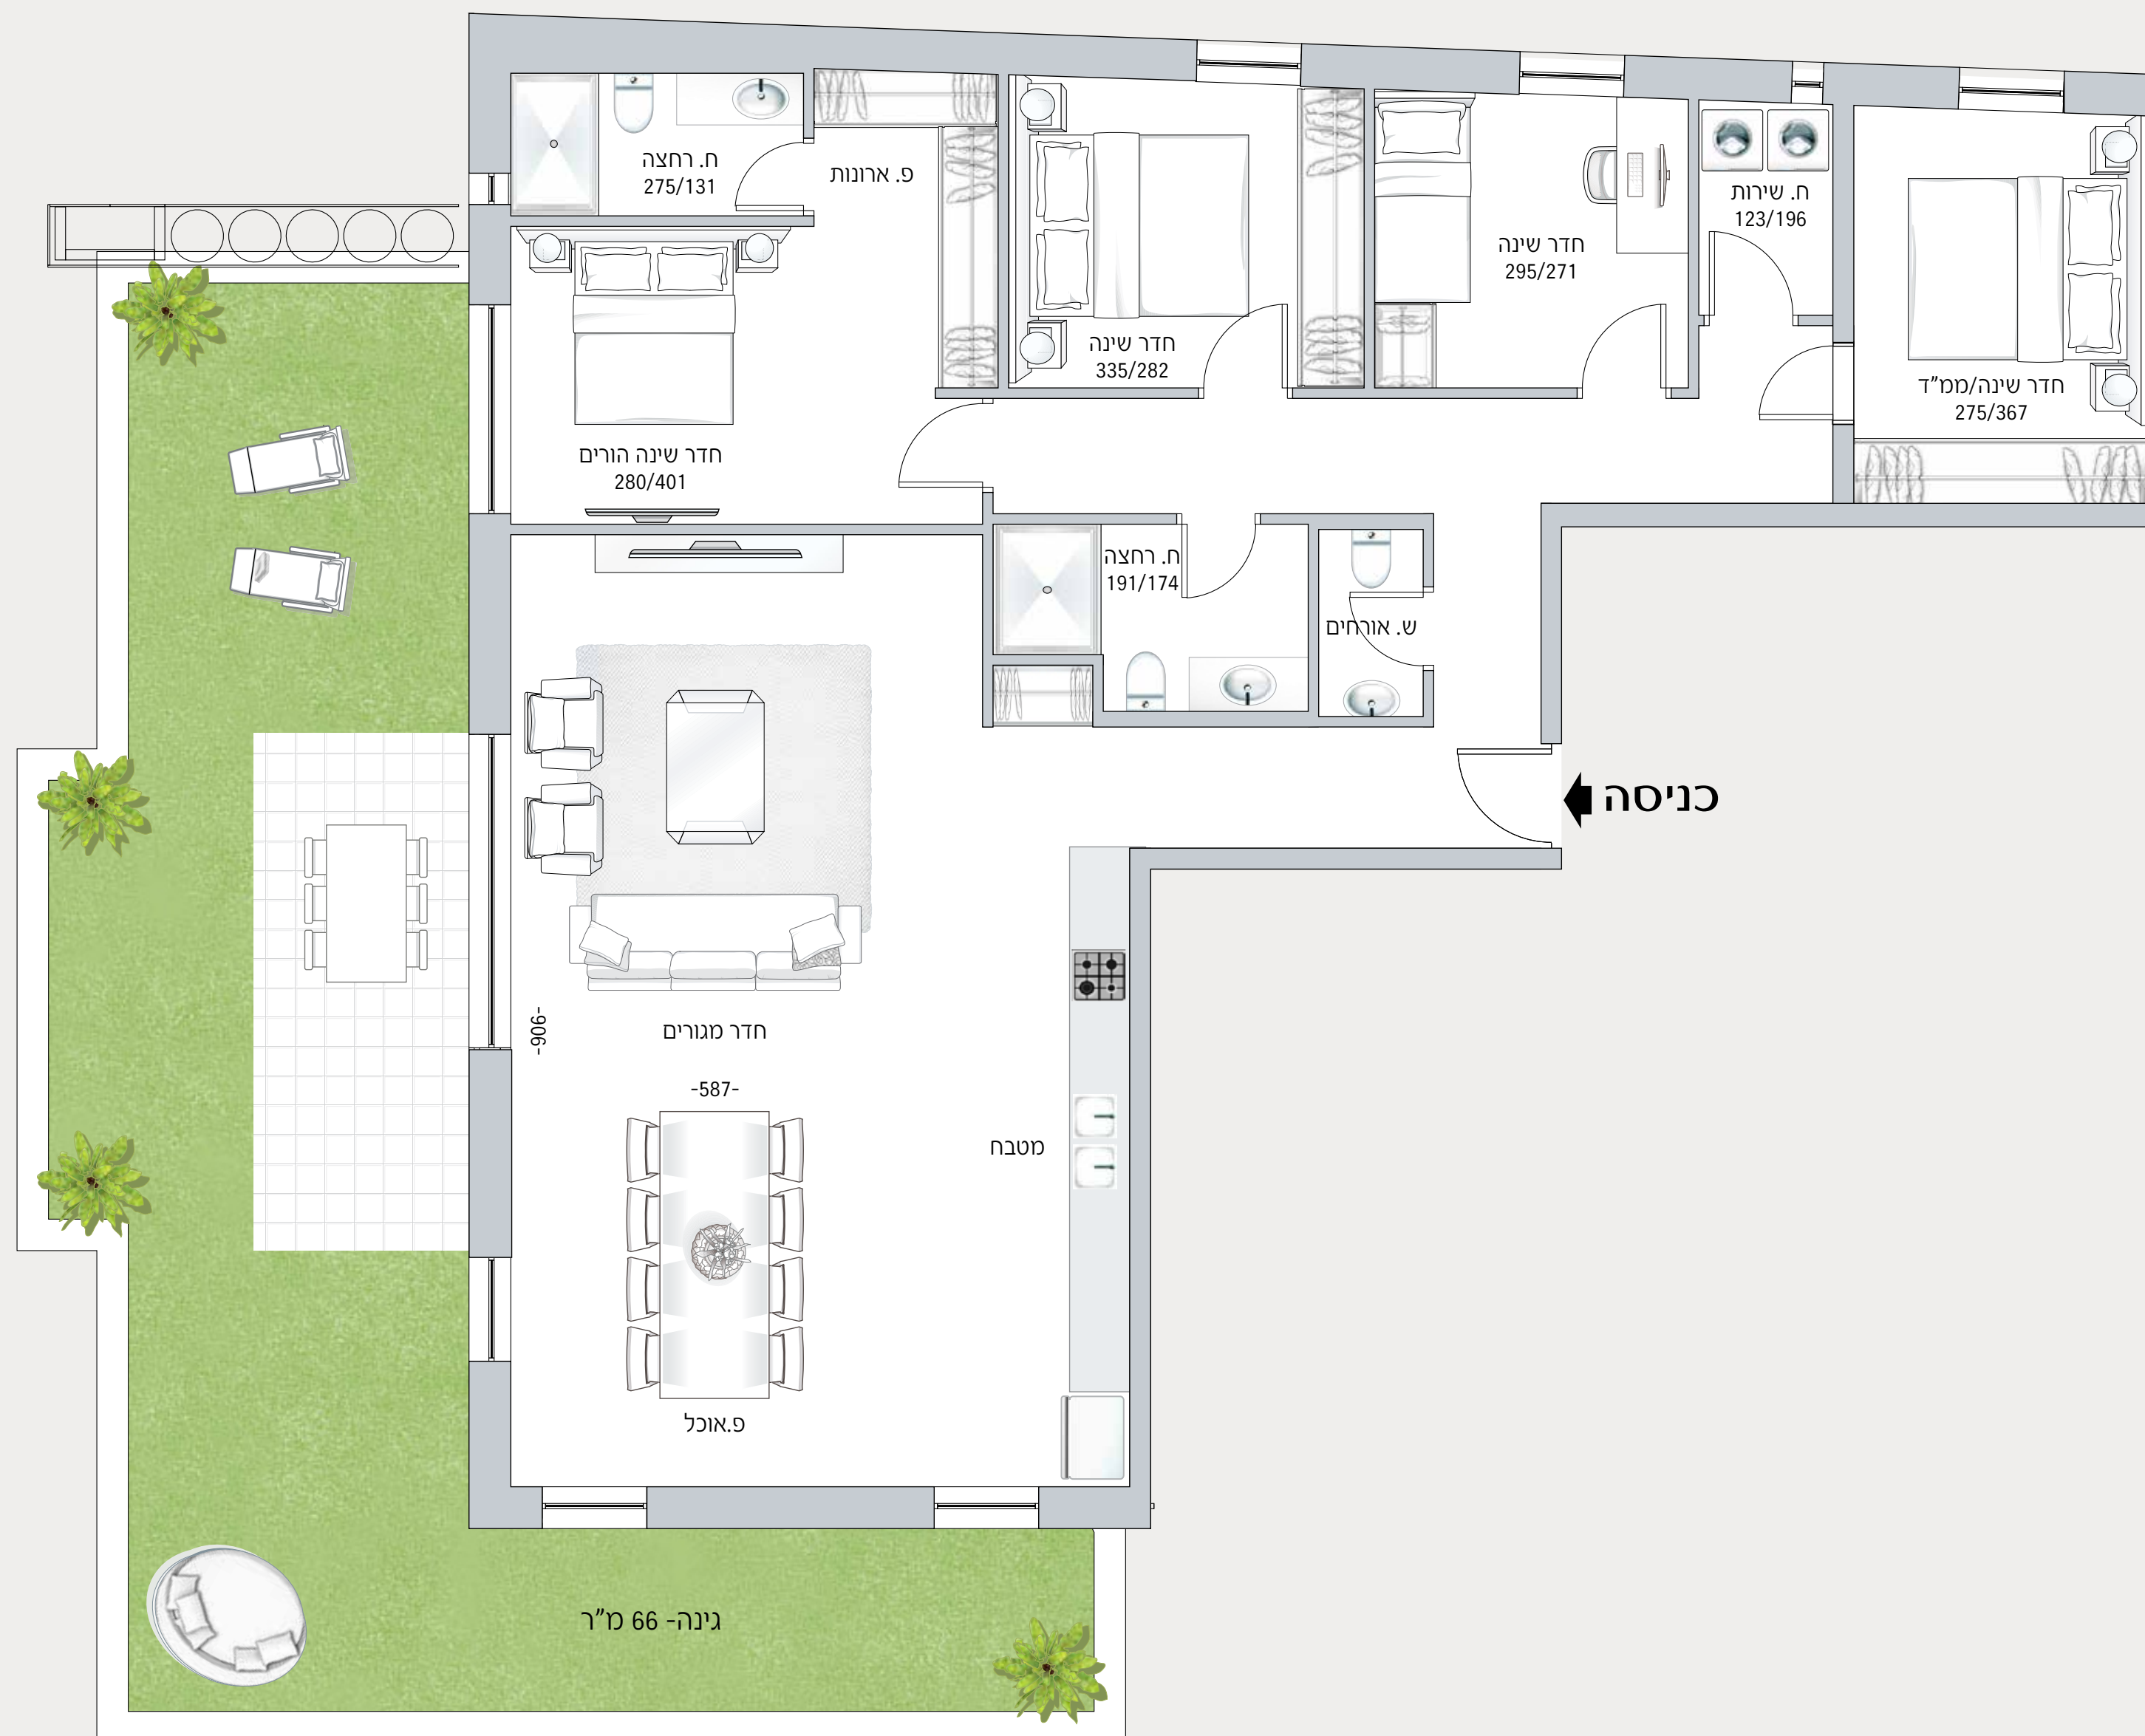 ח. רחצה
275/131
פ. ארונות
חדר שינה
335/282
חדר שינה
295/271
ח. שירות
123/196
חדר שינה/ממ"ד
275/367
חדר שינה הורים
280/401
ח. רחצה
191/174
ש. אורחים
כניסה
-906-
חדר מגורים
-587-
מטבח
פ.אוכל
גינה- 66 מ"ר